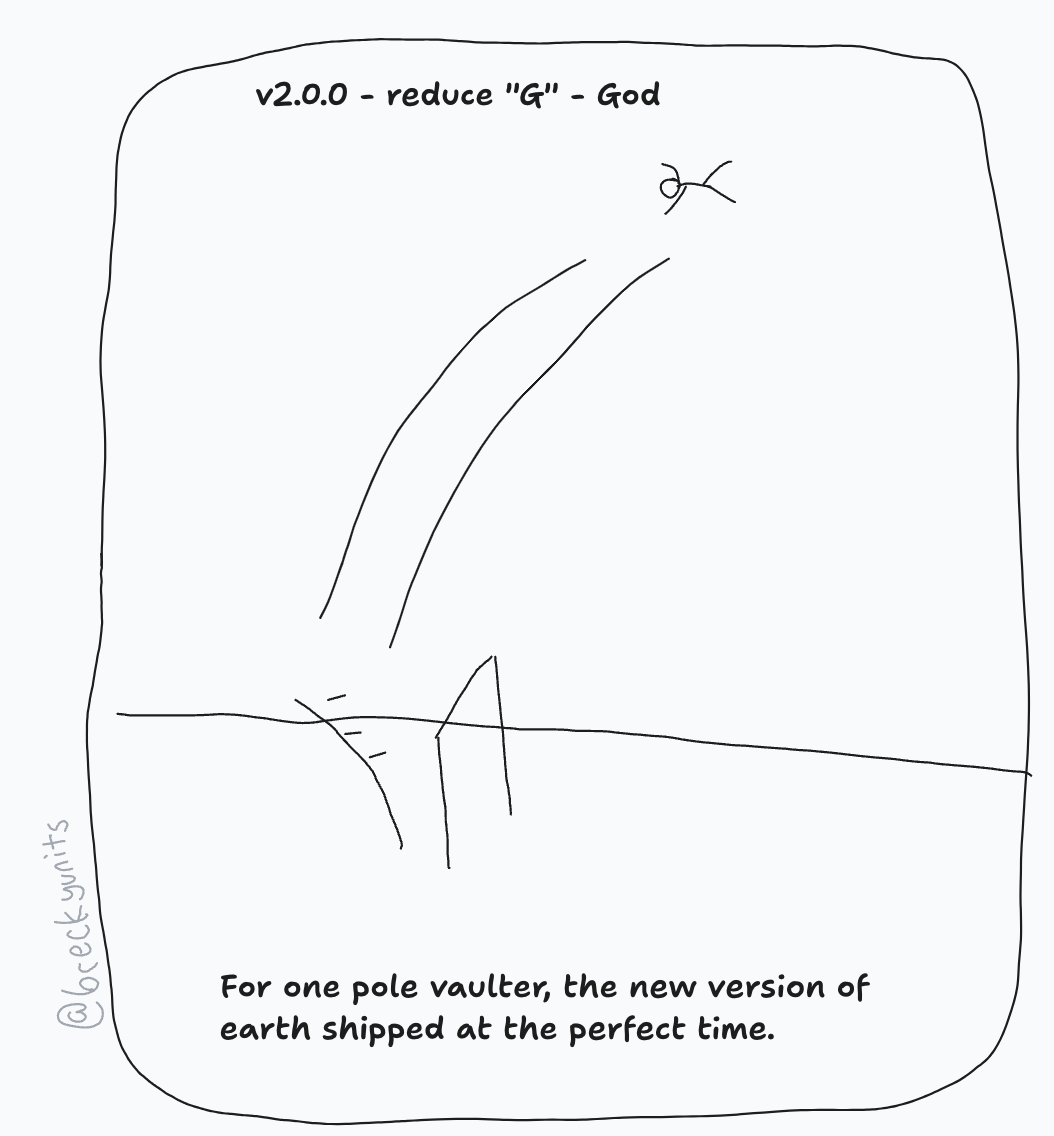 v2.0.0 - reduce "G" - God
For one pole vaulter, the new version of
earth shipped at the perfect time.
@breckyunits